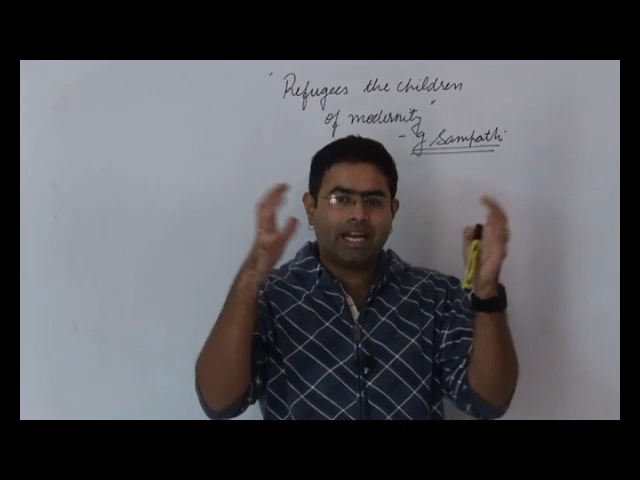 "Refugees the children
of modernity"
- G Sampath